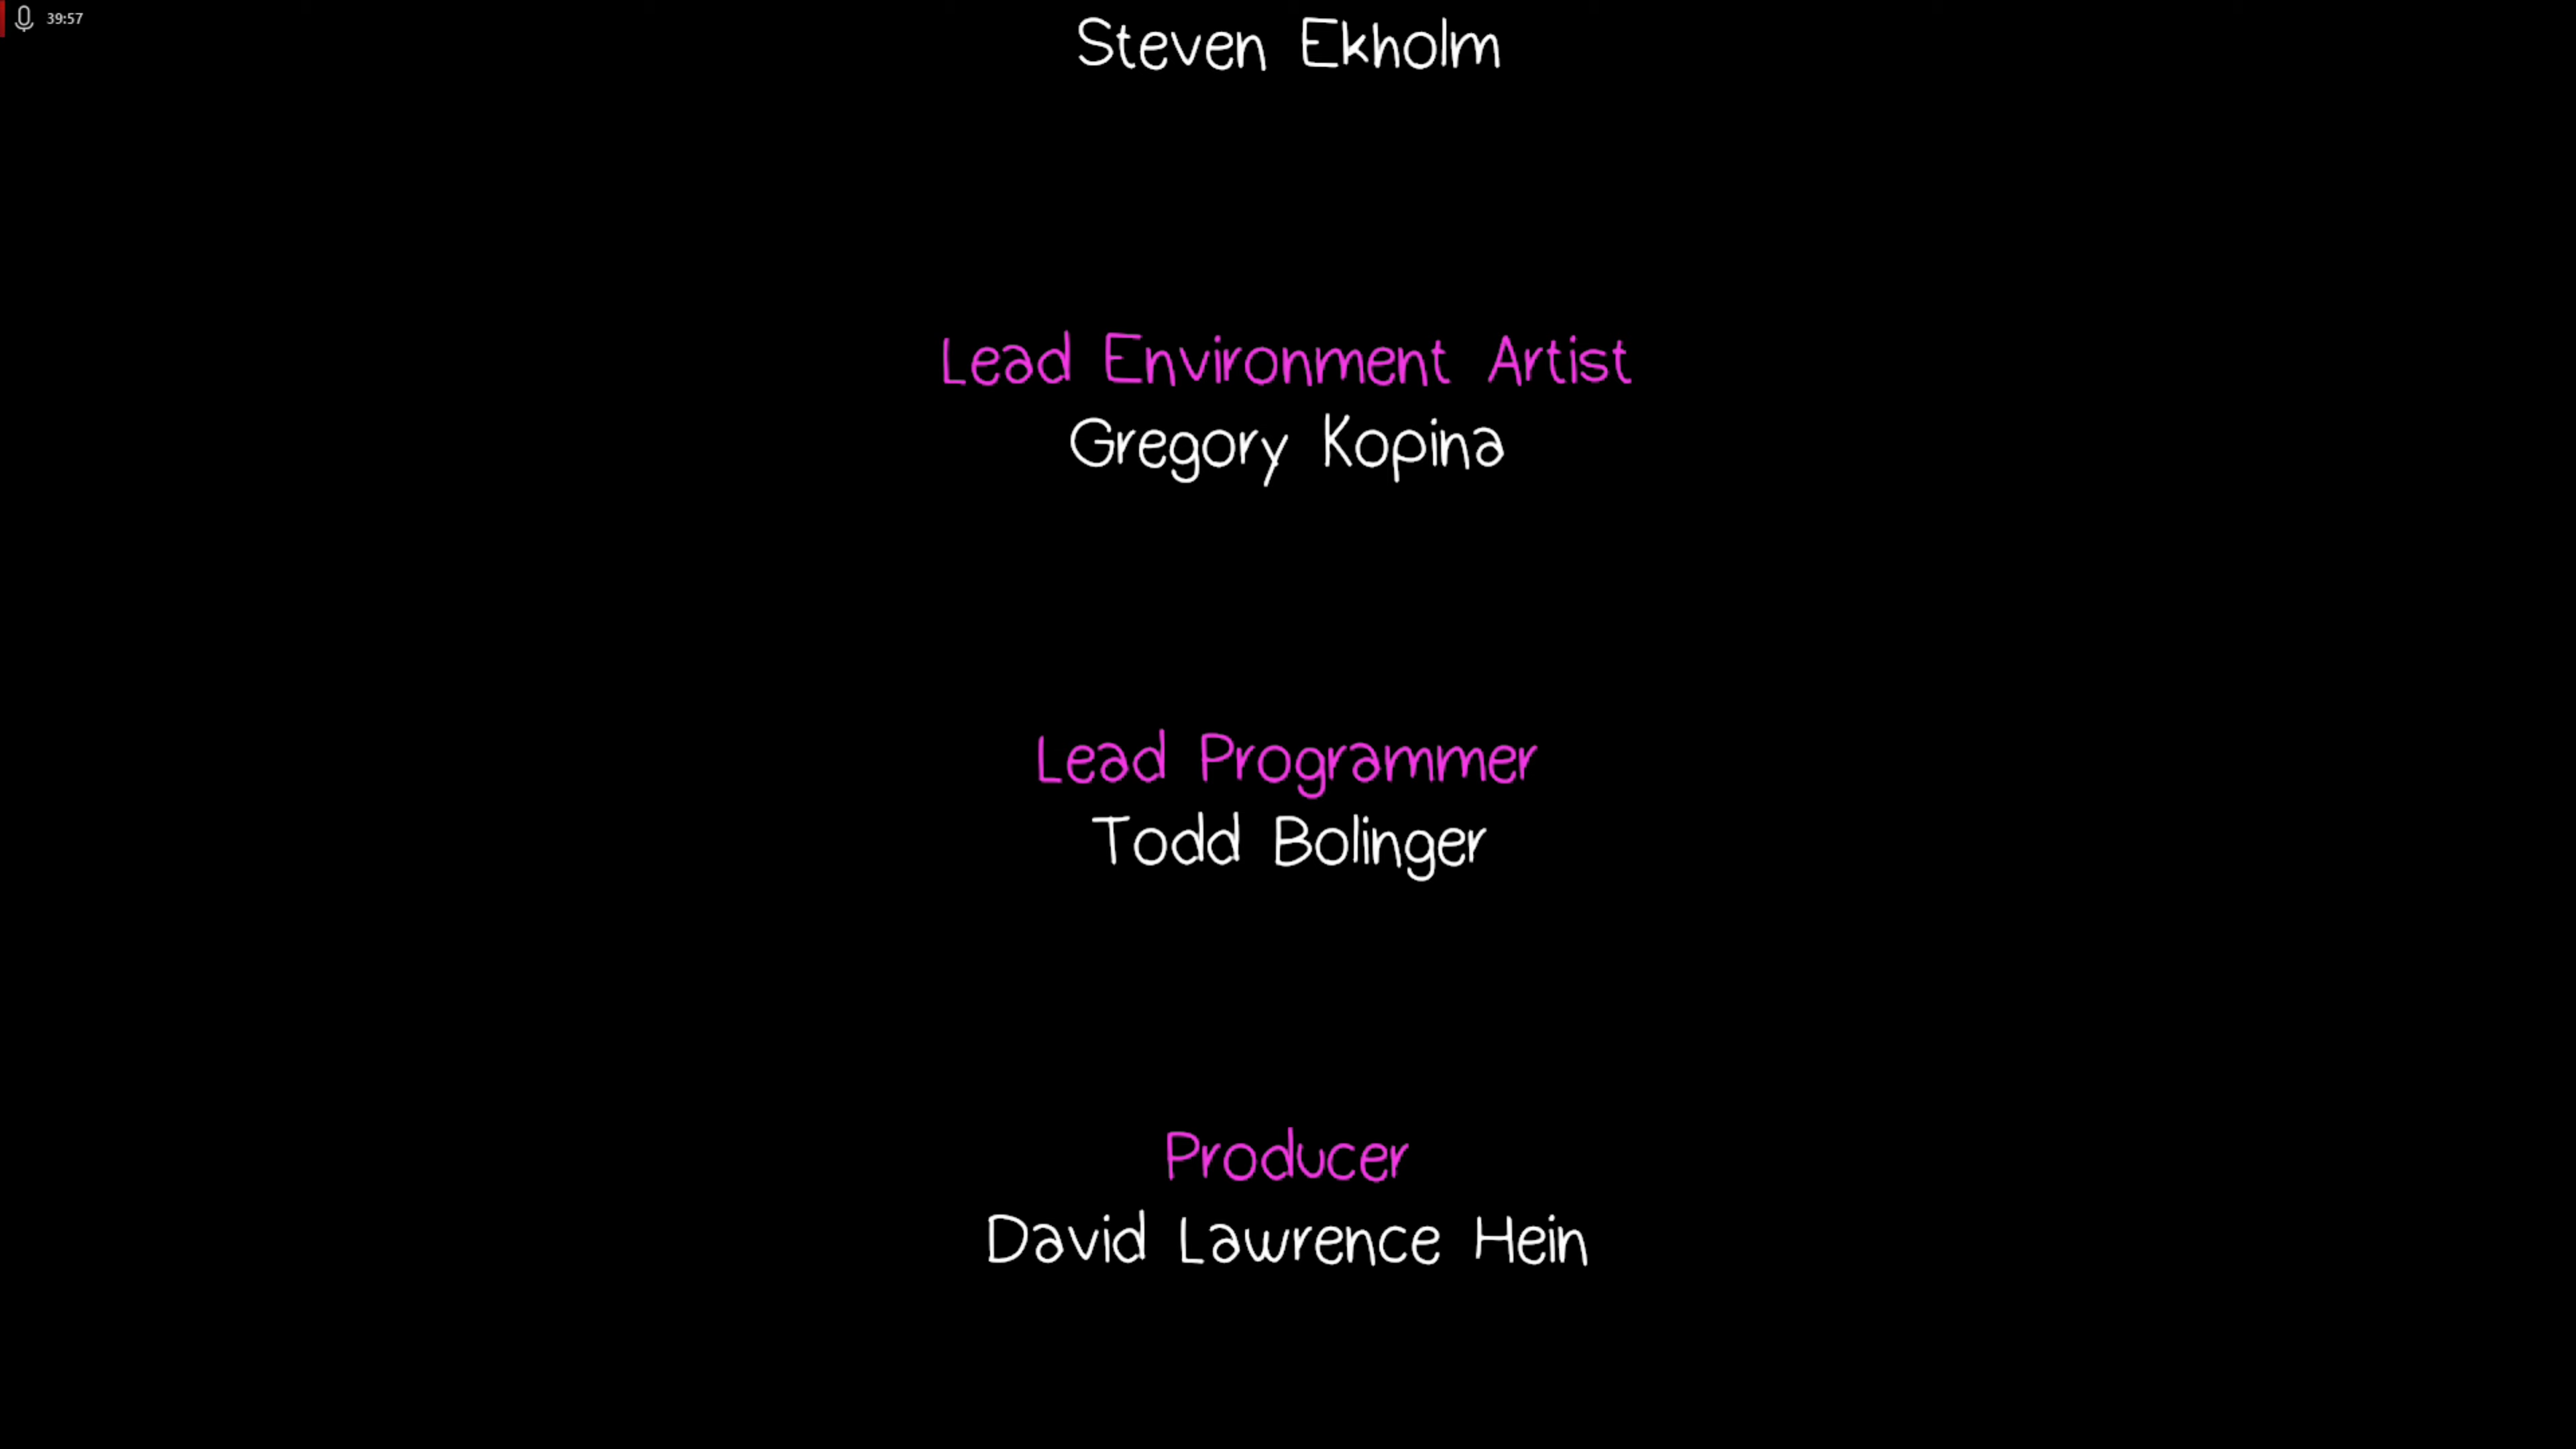 39:57
Steven Ekholm
Lead Environment Artist
Gregory Kopina
Lead Programmer
Todd Bolinger
Producer
David Lawrence Hein